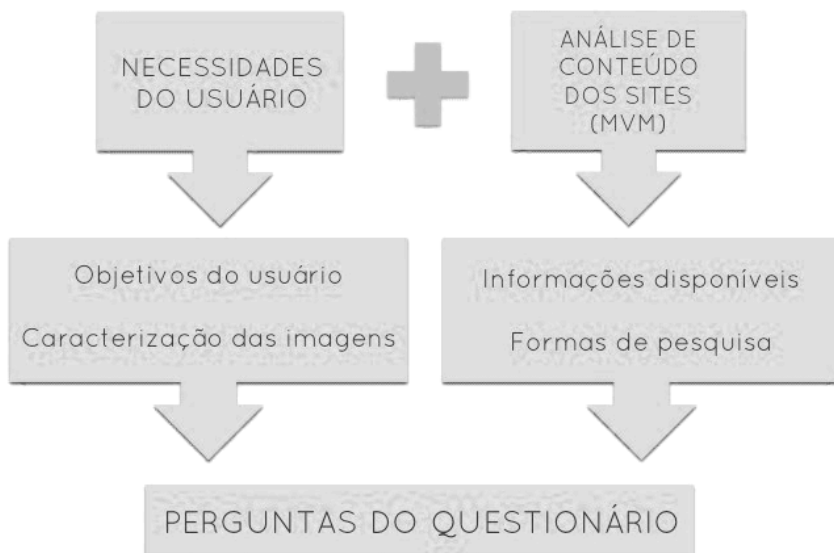 NECESSIDADES
DO USUÁRIO
ANÁLISE DE
CONTEÚDO
DOS SITES
(MVM)
Objetivos do usuário
Caracterização das imagens
Informações disponíveis
Formas de pesquisa
PERGUNTAS DO QUESTIONÁRIO